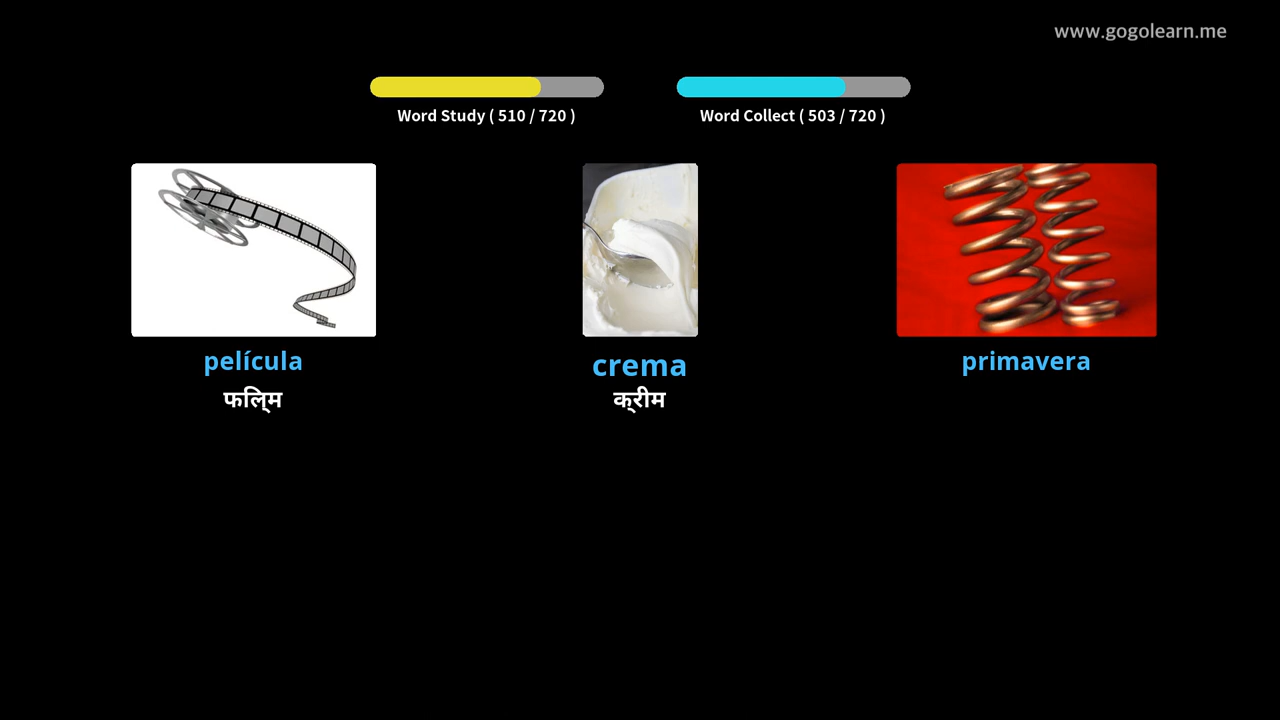 www.gogolearn.me
Word Study ( 510 / 720 )
Word Collect ( 503 / 720 )
película
crema
primavera
फिल्म
क्रीम